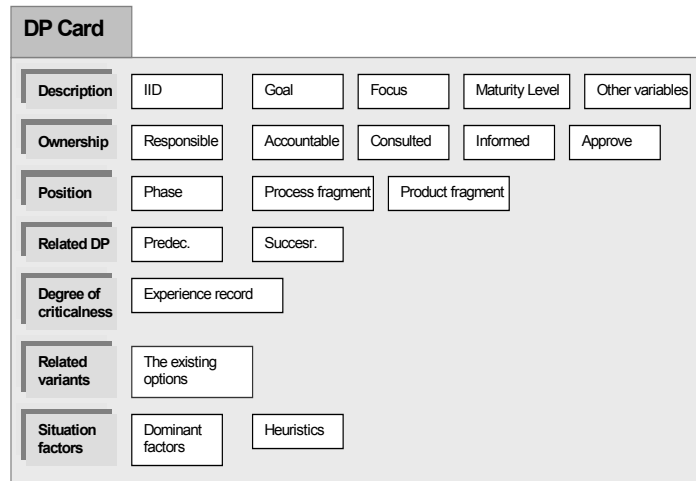 DP Card
Description IID Goal Focus Maturity Level Other variables
Ownership Responsible Accountable Consulted Informed Approve
Position Phase Process fragment Product fragment
Related DP Predec. Succesr.
Degree of
criticalness
Experience record
Related
variants
The existing
options
Situation
factors
Dominant
factors
Heuristics